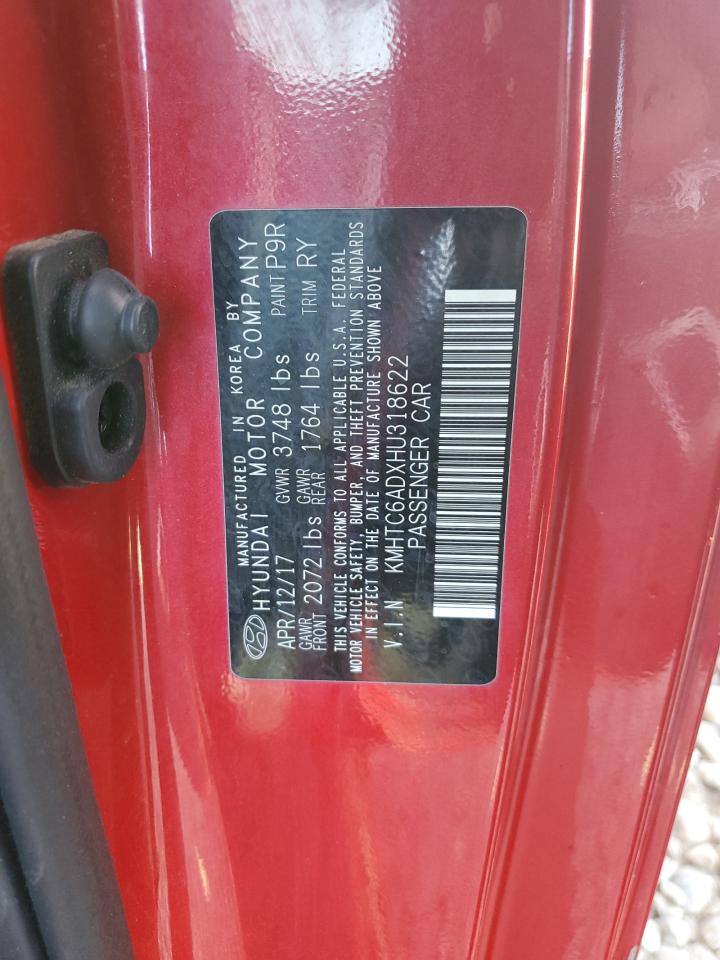 MANUFACTURED IN KOREA BY
HYUNDAI MOTOR COMPANY
APR/12/17 GVWR 3748 lbs PAINT P9R
GAWR FRONT 2072 lbs GAWR REAR 1764 lbs TRIM RY
THIS VEHICLE CONFORMS TO ALL APPLICABLE U.S.A. FEDERAL
MOTOR VEHICLE SAFETY, BUMPER, AND THEFT PREVENTION STANDARDS
IN EFFECT ON THE DATE OF MANUFACTURE SHOWN ABOVE
V.I.N KMHTC6ADXHU318622
PASSENGER CAR